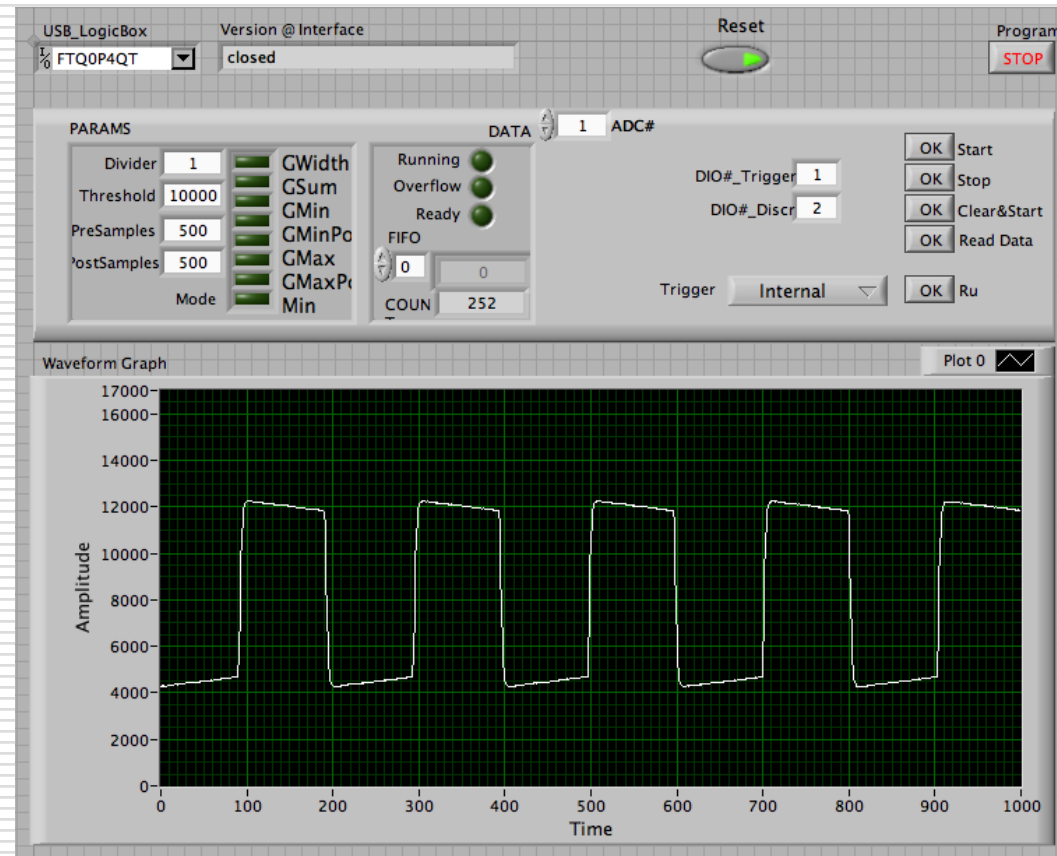 USB_LogicBox
Version @ Interface
Reset
Program
FTQ0P4QT
closed
STOP
PARAMS
DATA 1 ADC#
Divider 1
Threshold 10000
PreSamples 500
PostSamples 500
Mode
GWidth
GSum
GMin
GMinPo
GMax
GMaxPo
Min
Running
Overflow
Ready
FIFO
0 0
COUN 252
DIO#_Trigger 1
DIO#_Discr 2
Trigger Internal
OK Start
OK Stop
OK Clear&Start
OK Read Data
OK Ru
Waveform Graph
Plot 0
17000
16000
14000
12000
10000
8000
6000
4000
2000
0
Amplitude
0 100 200 300 400 500 600 700 800 900 1000
Time